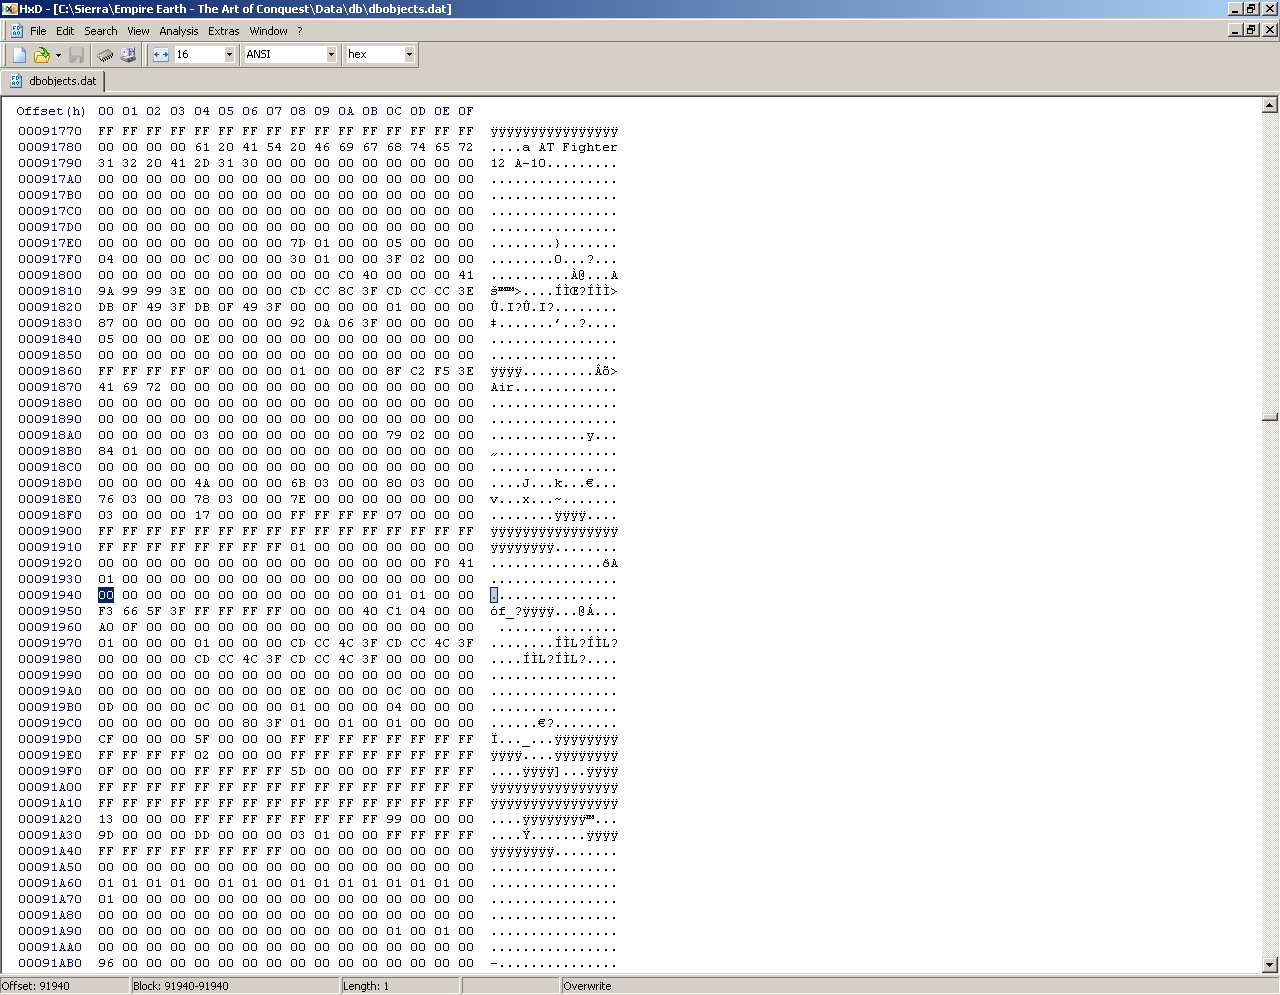 HxD - [C:\Sierra\Empire Earth - The Art of Conquest\Data\db\dbobjects.dat]
File Edit Search View Analysis Extras Window ?
16 ANSI hex
dbobjects.dat
Offset(h) 00 01 02 03 04 05 06 07 08 09 0A 0B 0C 0D 0E 0F
00091770 FF FF FF FF FF FF FF FF FF FF FF FF FF FF FF FF ÿÿÿÿÿÿÿÿÿÿÿÿÿÿÿÿ
00091780 00 00 00 00 61 20 41 54 20 46 69 67 68 74 65 72 ....a AT Fighter
00091790 31 32 20 41 2D 31 30 00 00 00 00 00 00 00 00 00 12 A-10.........
000917A0 00 00 00 00 00 00 00 00 00 00 00 00 00 00 00 00 ................
000917B0 00 00 00 00 00 00 00 00 00 00 00 00 00 00 00 00 ................
000917C0 00 00 00 00 00 00 00 00 00 00 00 00 00 00 00 00 ................
000917D0 00 00 00 00 00 00 00 00 00 00 00 00 00 00 00 00 ................
000917E0 00 00 00 00 00 00 00 00 7D 01 00 00 05 00 00 00 ........}.......
000917F0 04 00 00 00 0C 00 00 00 30 01 00 00 3F 02 00 00 ........0...?...
00091800 00 00 00 00 00 00 00 00 00 00 C0 40 00 00 00 41 ..........À@...A
00091810 9A 99 99 3E 00 00 00 00 CD CC 8C 3F CD CC CC 3E š™™>....ÍÌŒ?ÍÌÌ>
00091820 DB 0F 49 3F DB 0F 49 3F 00 00 00 00 01 00 00 00 Û.I?Û.I?........
00091830 87 00 00 00 00 00 00 00 92 0A 06 3F 00 00 00 00 ‡.......’..?....
00091840 05 00 00 00 0E 00 00 00 00 00 00 00 00 00 00 00 ................
00091850 00 00 00 00 00 00 00 00 00 00 00 00 00 00 00 00 ................
00091860 FF FF FF FF 0F 00 00 00 01 00 00 00 8F C2 F5 3E ÿÿÿÿ.........Âõ>
00091870 41 69 72 00 00 00 00 00 00 00 00 00 00 00 00 00 Air.............
00091880 00 00 00 00 00 00 00 00 00 00 00 00 00 00 00 00 ................
00091890 00 00 00 00 00 00 00 00 00 00 00 00 00 00 00 00 ................
000918A0 00 00 00 00 03 00 00 00 00 00 00 00 79 02 00 00 ............y...
000918B0 84 01 00 00 00 00 00 00 00 00 00 00 00 00 00 00 „...............
000918C0 00 00 00 00 00 00 00 00 00 00 00 00 00 00 00 00 ................
000918D0 00 00 00 00 4A 00 00 00 6B 03 00 00 80 03 00 00 ....J...k...€...
000918E0 76 03 00 00 78 03 00 00 7E 00 00 00 00 00 00 00 v...x...~.......
000918F0 03 00 00 00 17 00 00 00 FF FF FF FF 07 00 00 00 ........ÿÿÿÿ....
00091900 FF FF FF FF FF FF FF FF FF FF FF FF FF FF FF FF ÿÿÿÿÿÿÿÿÿÿÿÿÿÿÿÿ
00091910 FF FF FF FF FF FF FF FF 01 00 00 00 00 00 00 00 ÿÿÿÿÿÿÿÿ........
00091920 00 00 00 00 00 00 00 00 00 00 00 00 00 00 F0 41 ..............ðA
00091930 01 00 00 00 00 00 00 00 00 00 00 00 00 00 00 00 ................
00091940 00 00 00 00 00 00 00 00 00 00 00 00 01 01 00 00 ................
00091950 F3 66 5F 3F FF FF FF FF 00 00 00 40 C1 04 00 00 óf_?ÿÿÿÿ...@Á...
00091960 A0 0F 00 00 00 00 00 00 00 00 00 00 00 00 00 00 ...............
00091970 01 00 00 00 01 00 00 00 CD CC 4C 3F CD CC 4C 3F ........ÍÌL?ÍÌL?
00091980 00 00 00 00 CD CC 4C 3F CD CC 4C 3F 00 00 00 00 ....ÍÌL?ÍÌL?....
00091990 00 00 00 00 00 00 00 00 00 00 00 00 00 00 00 00 ................
000919A0 00 00 00 00 00 00 00 00 0E 00 00 00 0C 00 00 00 ................
000919B0 0D 00 00 00 0C 00 00 00 01 00 00 00 04 00 00 00 ................
000919C0 00 00 00 00 00 00 80 3F 01 00 01 00 01 00 00 00 ......€?........
000919D0 CF 00 00 00 5F 00 00 00 FF FF FF FF FF FF FF FF Ï..._...ÿÿÿÿÿÿÿÿ
000919E0 FF FF FF FF 02 00 00 00 FF FF FF FF FF FF FF FF ÿÿÿÿ....ÿÿÿÿÿÿÿÿ
000919F0 0F 00 00 00 FF FF FF FF 5D 00 00 00 FF FF FF FF ....ÿÿÿÿ]...ÿÿÿÿ
00091A00 FF FF FF FF FF FF FF FF FF FF FF FF FF FF FF FF ÿÿÿÿÿÿÿÿÿÿÿÿÿÿÿÿ
00091A10 FF FF FF FF FF FF FF FF FF FF FF FF FF FF FF FF ÿÿÿÿÿÿÿÿÿÿÿÿÿÿÿÿ
00091A20 13 00 00 00 FF FF FF FF FF FF FF FF 99 00 00 00 ....ÿÿÿÿÿÿÿÿ™...
00091A30 9D 00 00 00 DD 00 00 00 03 01 00 00 FF FF FF FF ....Ý.......ÿÿÿÿ
00091A40 FF FF FF FF FF FF FF FF 00 00 00 00 00 00 00 00 ÿÿÿÿÿÿÿÿ........
00091A50 00 00 00 00 00 00 00 00 00 00 00 00 00 00 00 00 ................
00091A60 01 01 01 01 00 01 01 00 01 01 01 01 01 01 01 00 ................
00091A70 01 00 00 00 00 00 00 00 00 00 00 00 00 00 00 00 ................
00091A80 00 00 00 00 00 00 00 00 00 00 00 00 00 00 00 00 ................
00091A90 00 00 00 00 00 00 00 00 00 00 00 00 01 00 01 00 ................
00091AA0 00 00 00 00 00 00 00 00 00 00 00 00 00 00 00 00 ................
00091AB0 96 00 00 00 00 00 00 00 00 00 00 00 00 00 00 00 –...............
Offset: 91940 Block: 91940-91940 Length: 1 Overwrite